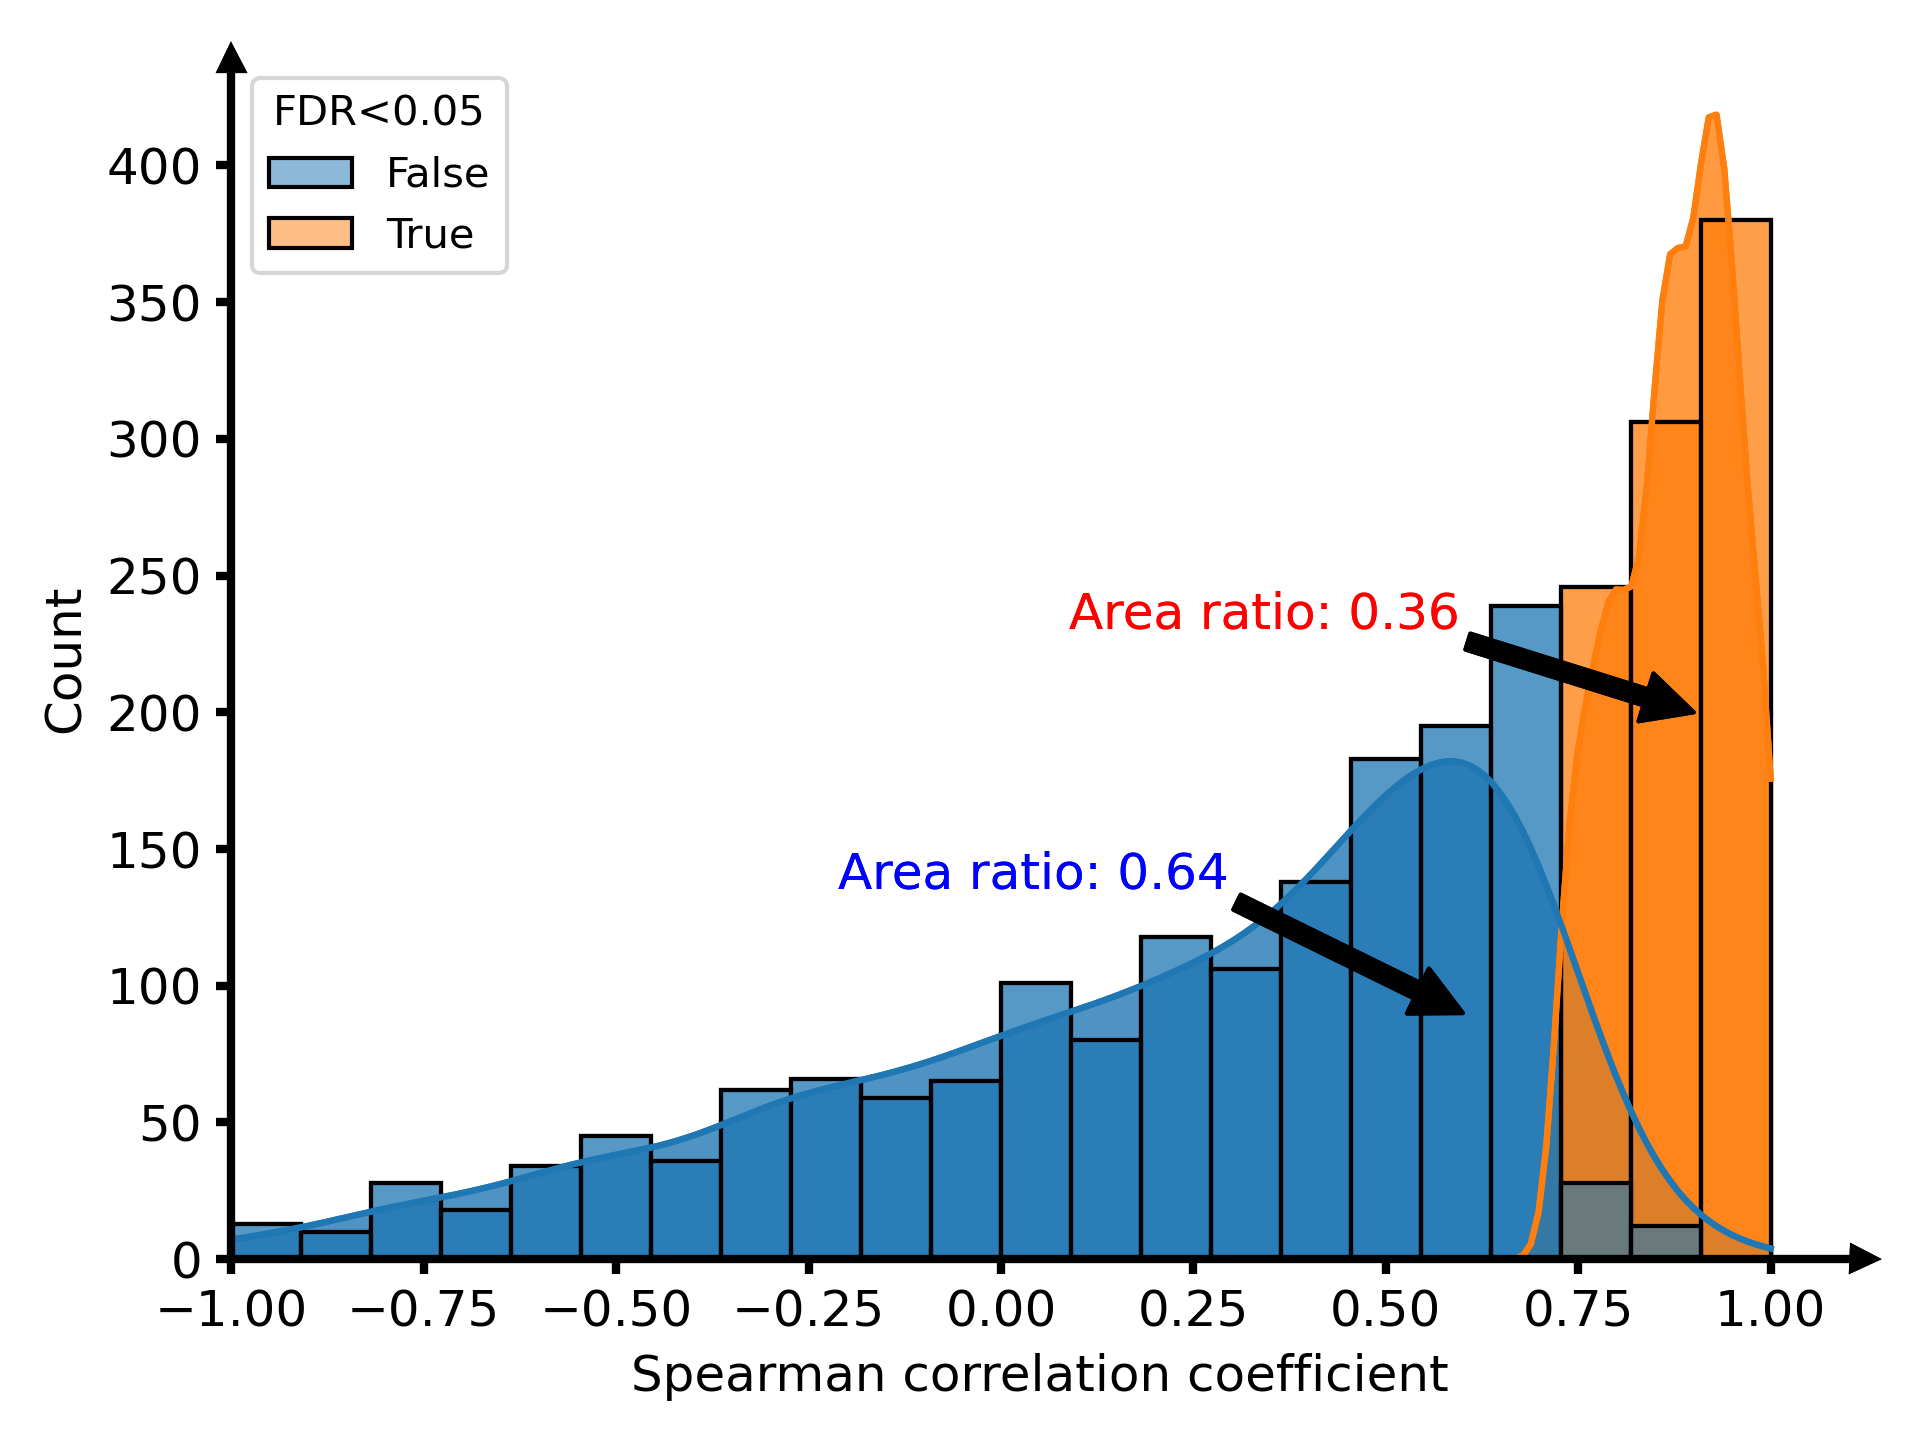 FDR<0.05
False
True
400
350
300
250
200
150
100
50
0
Count
Area ratio: 0.36
Area ratio: 0.64
−1.00 −0.75 −0.50 −0.25 0.00 0.25 0.50 0.75 1.00
Spearman correlation coefficient